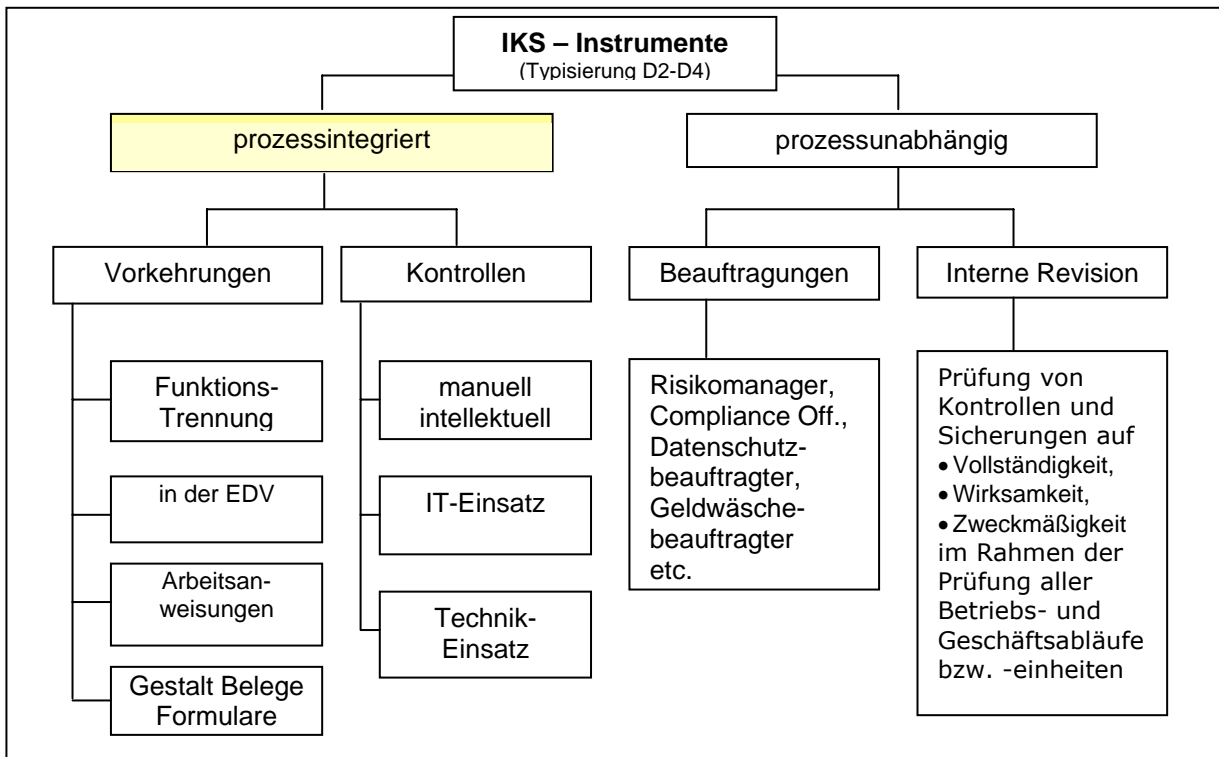 IKS – Instrumente
(Typisierung D2-D4)
prozessintegriert
prozessunabhängig
Vorkehrungen
Kontrollen
Beauftragungen
Interne Revision
Funktions-
Trennung
in der EDV
Arbeitsan-
weisungen
Gestalt Belege
Formulare
manuell
intellektuell
IT-Einsatz
Technik-
Einsatz
Risikomanager,
Compliance Off.,
Datenschutz-
beauftragter,
Geldwäsche-
beauftragter
etc.
Prüfung von
Kontrollen und
Sicherungen auf
• Vollständigkeit,
• Wirksamkeit,
• Zweckmäßigkeit
im Rahmen der
Prüfung aller
Betriebs- und
Geschäftsabläufe
bzw. -einheiten